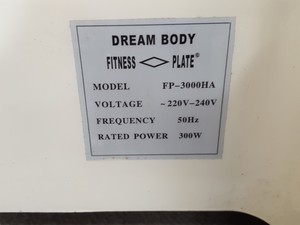 DREAM BODY
FITNESS PLATE®
MODEL FP-3000HA
VOLTAGE ~220V-240V
FREQUENCY 50Hz
RATED POWER 300W